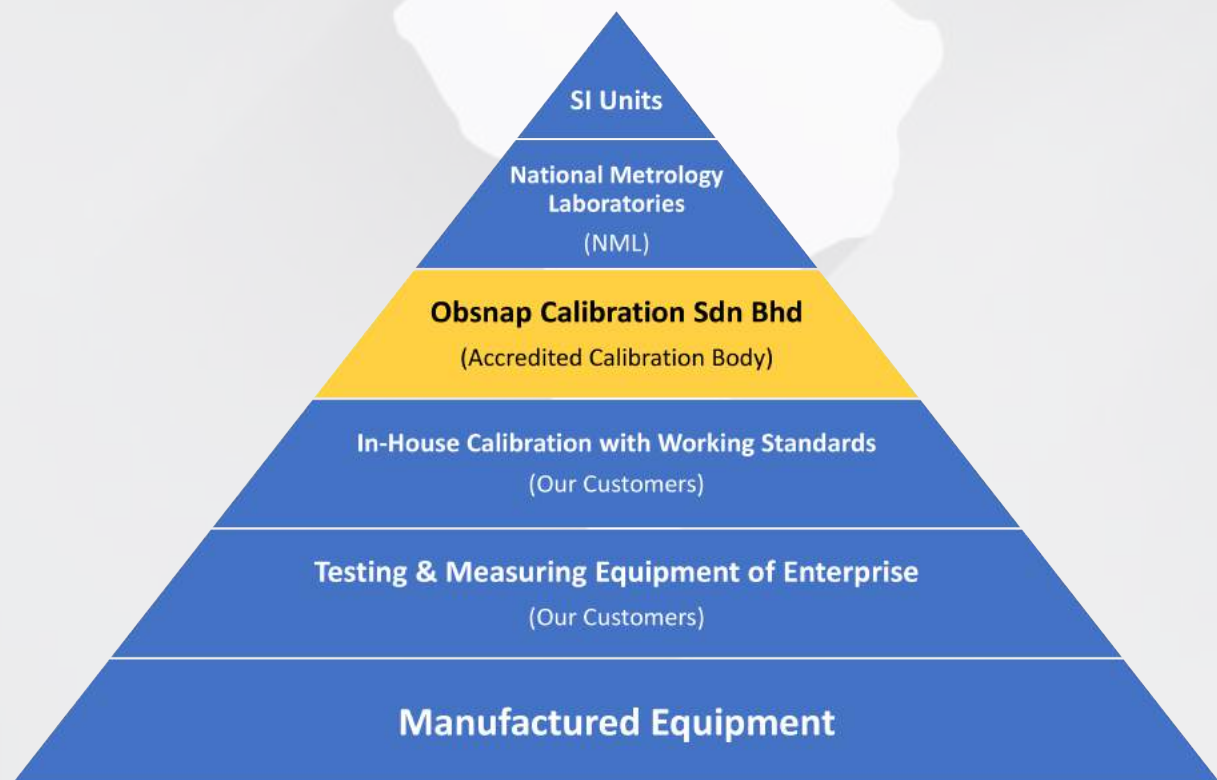 SI Units
National Metrology
Laboratories
(NML)
Obsnap Calibration Sdn Bhd
(Accredited Calibration Body)
In-House Calibration with Working Standards
(Our Customers)
Testing & Measuring Equipment of Enterprise
(Our Customers)
Manufactured Equipment